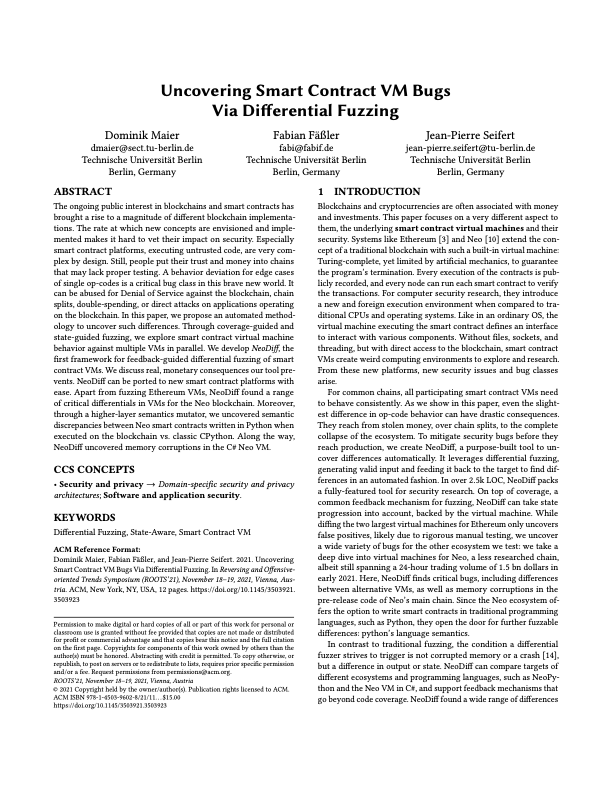 Uncovering Smart Contract VM Bugs
Via Differential Fuzzing
Dominik Maier
dmaier@sect.tu-berlin.de
Technische Universität Berlin
Berlin, Germany
Fabian Fäßler
fabi@fabif.de
Technische Universität Berlin
Berlin, Germany
Jean-Pierre Seifert
jean-pierre.seifert@tu-berlin.de
Technische Universität Berlin
Berlin, Germany
ABSTRACT
The ongoing public interest in blockchains and smart contracts has
brought a rise to a magnitude of different blockchain implementa-
tions. The rate at which new concepts are envisioned and imple-
mented makes it hard to vet their impact on security. Especially
smart contract platforms, executing untrusted code, are very com-
plex by design. Still, people put their trust and money into chains
that may lack proper testing. A behavior deviation for edge cases
of single op-codes is a critical bug class in this brave new world. It
can be abused for Denial of Service against the blockchain, chain
splits, double-spending, or direct attacks on applications operating
on the blockchain. In this paper, we propose an automated method-
ology to uncover such differences. Through coverage-guided and
state-guided fuzzing, we explore smart contract virtual machine
behavior against multiple VMs in parallel. We develop NeoDiff, the
first framework for feedback-guided differential fuzzing of smart
contract VMs. We discuss real, monetary consequences our tool pre-
vents. NeoDiff can be ported to new smart contract platforms with
ease. Apart from fuzzing Ethereum VMs, NeoDiff found a range
of critical differentials in VMs for the Neo blockchain. Moreover,
through a higher-layer semantics mutator, we uncovered semantic
discrepancies between Neo smart contracts written in Python when
executed on the blockchain vs. classic CPython. Along the way,
NeoDiff uncovered memory corruptions in the C# Neo VM.
CCS CONCEPTS
• Security and privacy → Domain-specific security and privacy
architectures; Software and application security.
KEYWORDS
Differential Fuzzing, State-Aware, Smart Contract VM
ACM Reference Format:
Dominik Maier, Fabian Fäßler, and Jean-Pierre Seifert. 2021. Uncovering
Smart Contract VM Bugs Via Differential Fuzzing. In Reversing and Offensive-
oriented Trends Symposium (ROOTS'21), November 18–19, 2021, Vienna, Aus-
tria. ACM, New York, NY, USA, 12 pages. https://doi.org/10.1145/3503921.
3503923
Permission to make digital or hard copies of all or part of this work for personal or
classroom use is granted without fee provided that copies are not made or distributed
for profit or commercial advantage and that copies bear this notice and the full citation
on the first page. Copyrights for components of this work owned by others than the
author(s) must be honored. Abstracting with credit is permitted. To copy otherwise, or
republish, to post on servers or to redistribute to lists, requires prior specific permission
and/or a fee. Request permissions from permissions@acm.org.
ROOTS'21, November 18–19, 2021, Vienna, Austria
© 2021 Copyright held by the owner/author(s). Publication rights licensed to ACM.
ACM ISBN 978-1-4503-9602-8/21/11...$15.00
https://doi.org/10.1145/3503921.3503923
1 INTRODUCTION
Blockchains and cryptocurrencies are often associated with money
and investments. This paper focuses on a very different aspect to
them, the underlying smart contract virtual machines and their
security. Systems like Ethereum [3] and Neo [10] extend the con-
cept of a traditional blockchain with such a built-in virtual machine:
Turing-complete, yet limited by artificial mechanics, to guarantee
the program's termination. Every execution of the contracts is pub-
licly recorded, and every node can run each smart contract to verify
the transactions. For computer security research, they introduce
a new and foreign execution environment when compared to tra-
ditional CPUs and operating systems. Like in an ordinary OS, the
virtual machine executing the smart contract defines an interface
to interact with various components. Without files, sockets, and
threading, but with direct access to the blockchain, smart contract
VMs create weird computing environments to explore and research.
From these new platforms, new security issues and bug classes
arise.
For common chains, all participating smart contract VMs need
to behave consistently. As we show in this paper, even the slight-
est difference in op-code behavior can have drastic consequences.
They reach from stolen money, over chain splits, to the complete
collapse of the ecosystem. To mitigate security bugs before they
reach production, we create NeoDiff, a purpose-built tool to un-
cover differences automatically. It leverages differential fuzzing,
generating valid input and feeding it back to the target to find dif-
ferences in an automated fashion. In over 2.5k LOC, NeoDiff packs
a fully-featured tool for security research. On top of coverage, a
common feedback mechanism for fuzzing, NeoDiff can take state
progression into account, backed by the virtual machine. While
diffing the two largest virtual machines for Ethereum only uncovers
false positives, likely due to rigorous manual testing, we uncover
a wide variety of bugs for the other ecosystem we test: we take a
deep dive into virtual machines for Neo, a less researched chain,
albeit still spanning a 24-hour trading volume of 1.5 bn dollars in
early 2021. Here, NeoDiff finds critical bugs, including differences
between alternative VMs, as well as memory corruptions in the
pre-release code of Neo's main chain. Since the Neo ecosystem of-
fers the option to write smart contracts in traditional programming
languages, such as Python, they open the door for further fuzzable
differences: python's language semantics.
In contrast to traditional fuzzing, the condition a differential
fuzzer strives to trigger is not corrupted memory or a crash [14],
but a difference in output or state. NeoDiff can compare targets of
different ecosystems and programming languages, such as NeoPy-
thon and the Neo VM in C#, and support feedback mechanisms that
go beyond code coverage. NeoDiff found a wide range of differences